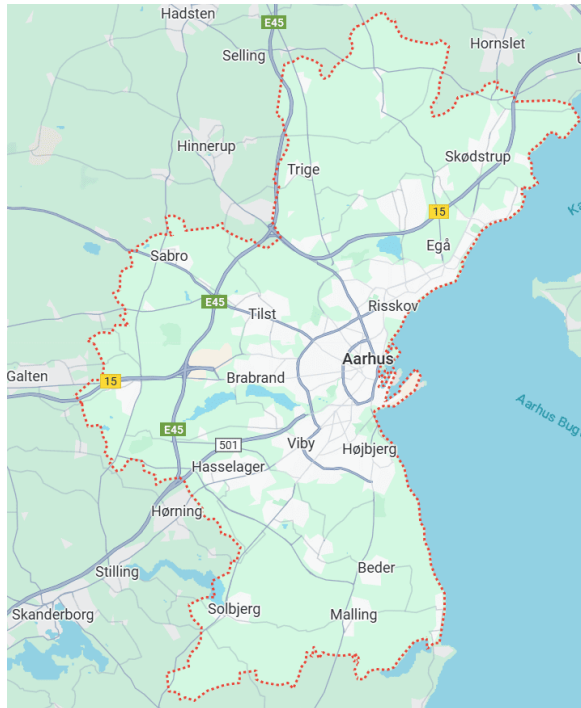 Hadsten
E45
Selling
Hornslet
Hinnerup
Trige
Skødstrup
15
Egå
Sabro
E45
Tilst
Risskov
Aarhus
Galten
15
Brabrand
Aarhus Bug
E45
501
Viby
Højbjerg
Hasselager
Hørning
Stilling
Beder
Skanderborg
Solbjerg
Malling